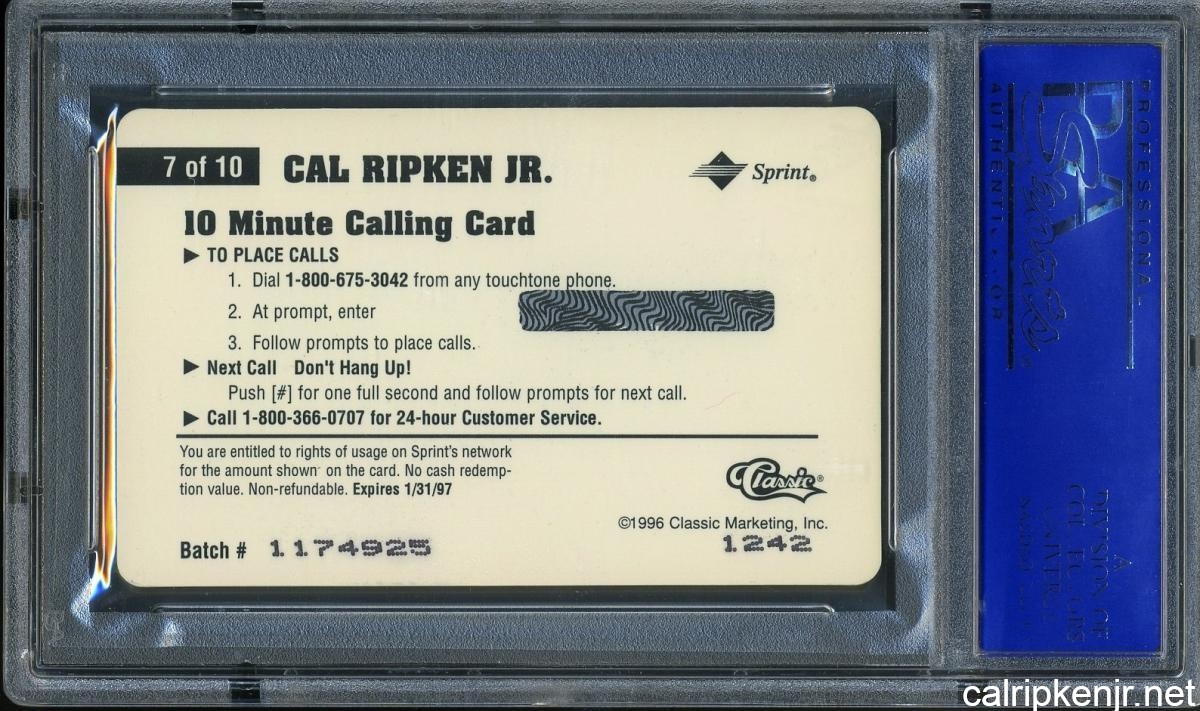 7 of 10 CAL RIPKEN JR. Sprint®
10 Minute Calling Card
▶ TO PLACE CALLS
1. Dial 1-800-675-3042 from any touchtone phone.
2. At prompt, enter
3. Follow prompts to place calls.
▶ Next Call Don't Hang Up!
Push [#] for one full second and follow prompts for next call.
▶ Call 1-800-366-0707 for 24-hour Customer Service.
You are entitled to rights of usage on Sprint's network
for the amount shown on the card. No cash redemp-
tion value. Non-refundable. Expires 1/31/97
Classic®
©1996 Classic Marketing, Inc.
Batch # 1174925 1242
PROFESSIONAL
PSA
A
DIVISION OF
calripkenjr.net